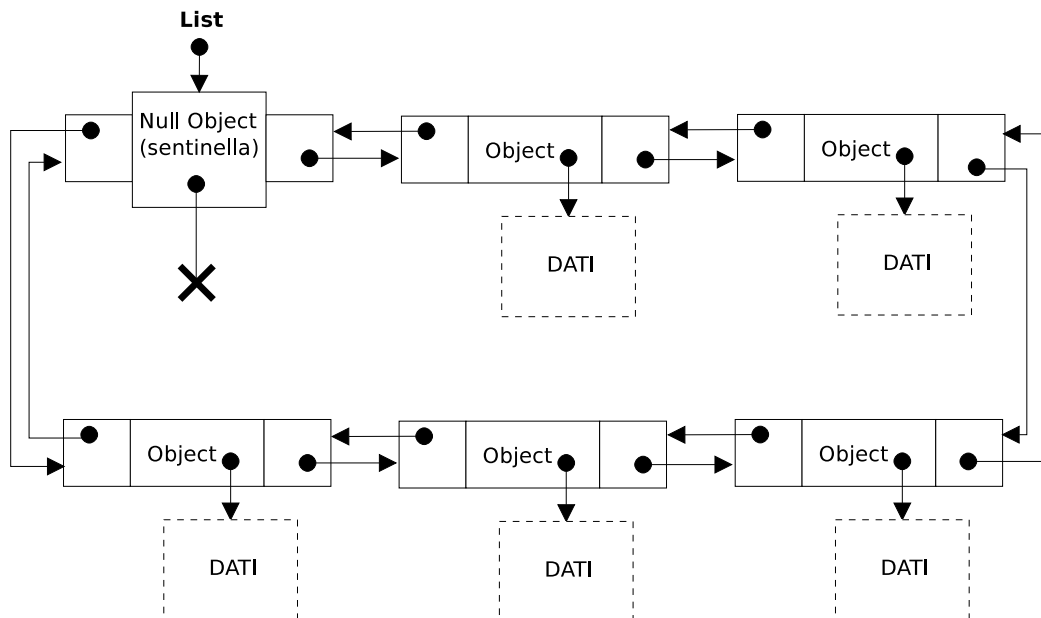 List
Null Object
(sentinella)
Object
Object
DATI
DATI
Object
Object
Object
DATI
DATI
DATI